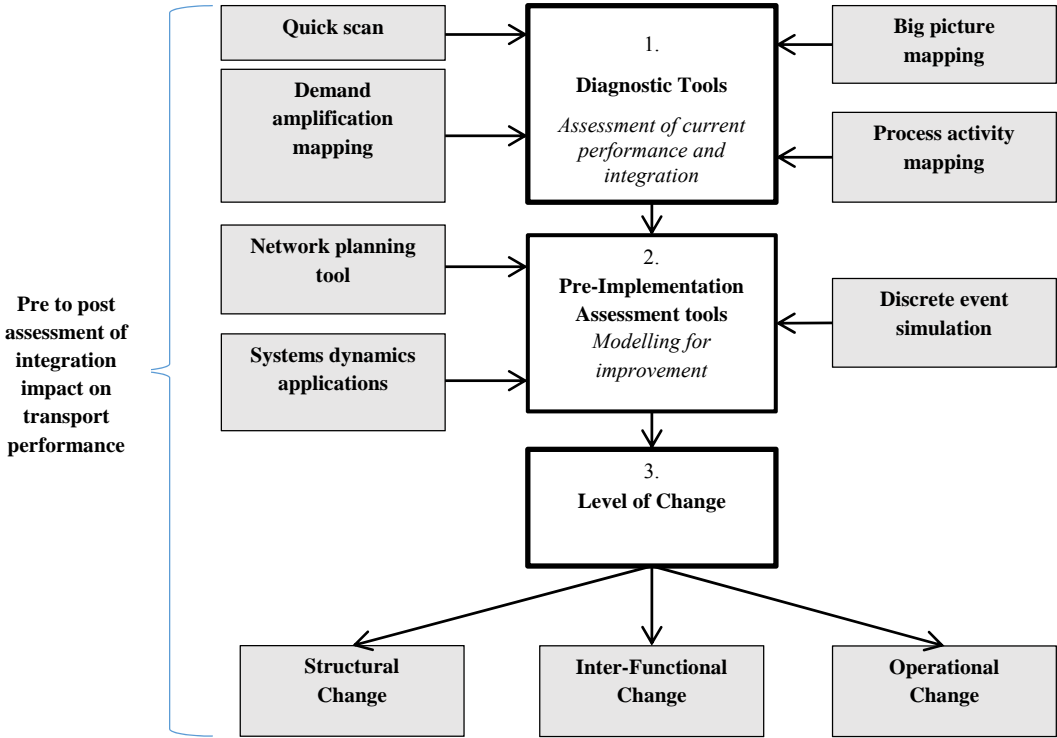 Quick scan
Demand
amplification
mapping
1.
Diagnostic Tools
Assessment of current
performance and
integration
Big picture
mapping
Process activity
mapping
Network planning
tool
Systems dynamics
applications
2.
Pre-Implementation
Assessment tools
Modelling for
improvement
Discrete event
simulation
Pre to post
assessment of
integration
impact on
transport
performance
3.
Level of Change
Structural
Change
Inter-Functional
Change
Operational
Change